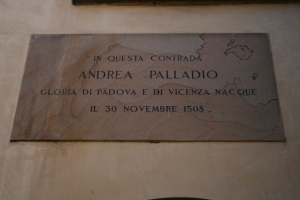 IN QUESTA CONTRADA
ANDREA PALLADIO
GLORIA DI PADOVA E DI VICENZA NACQUE
IL 30 NOVEMBRE 1508